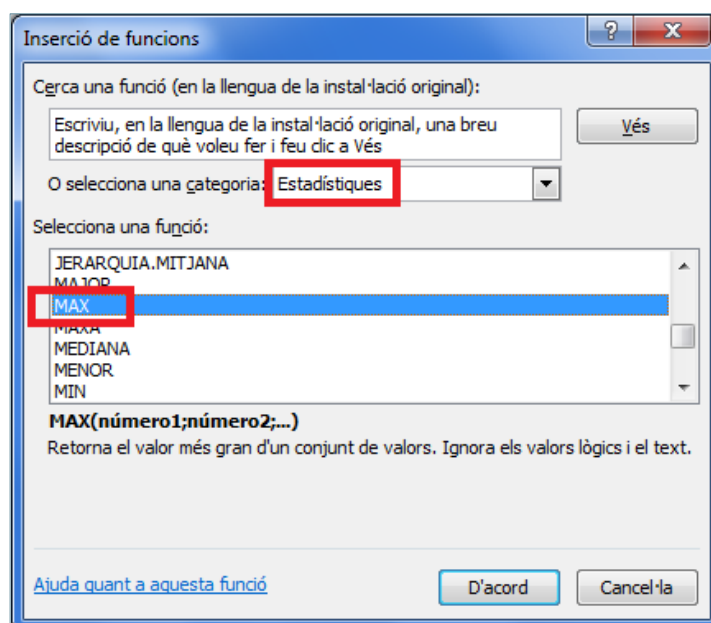 Inserció de funcions
Cerca una funció (en la llengua de la instal·lació original):
Escriviu, en la llengua de la instal·lació original, una breu
descripció de què voleu fer i feu clic a Vés
Vés
O selecciona una categoria: Estadístiques
Selecciona una funció:
JERARQUIA.MITJANA
MAJOR
MAX
MAXA
MEDIANA
MENOR
MIN
MAX(número1;número2;...)
Retorna el valor més gran d'un conjunt de valors. Ignora els valors lògics i el text.
Ajuda quant a aquesta funció
D'acord
Cancel·la